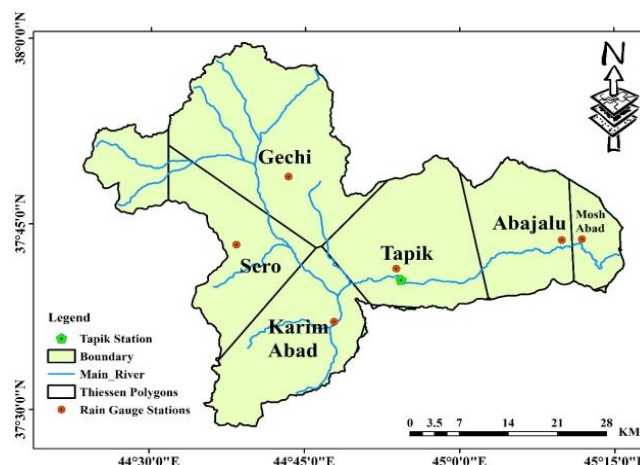 38°0'0"N
37°45'0"N
37°30'0"N
N
Gechi
Sero
Tapik
Abajalu
Mosh
Abad
Karim
Abad
Legend
Tapik Station
Boundary
Main_River
Thiessen Polygons
Rain Gauge Stations
0 3.5 7 14 21 28
KM
44°30'0"E
44°45'0"E
45°0'0"E
45°15'0"E